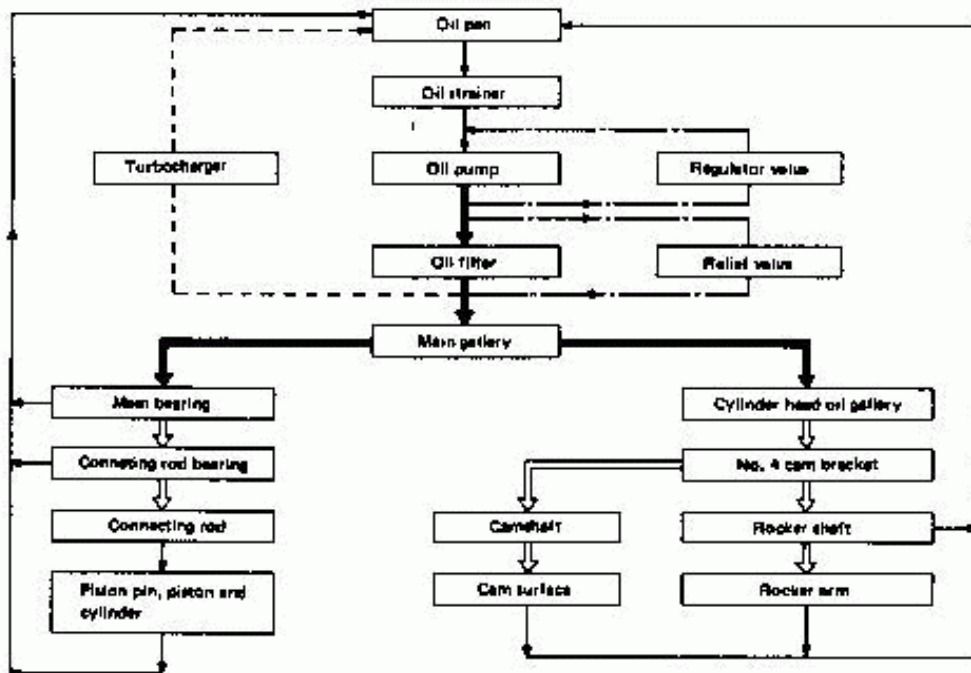 Oil pan
Oil strainer
Turbocharger
Oil pump
Regulator valve
Oil filter
Relief valve
Main gallery
Main bearing
Cylinder head oil gallery
Conneting rod bearing
No. 4 cam bracket
Connecting rod
Camshaft
Rocker shaft
Piston pin, piston and
cylinder
Cam surface
Rocker arm